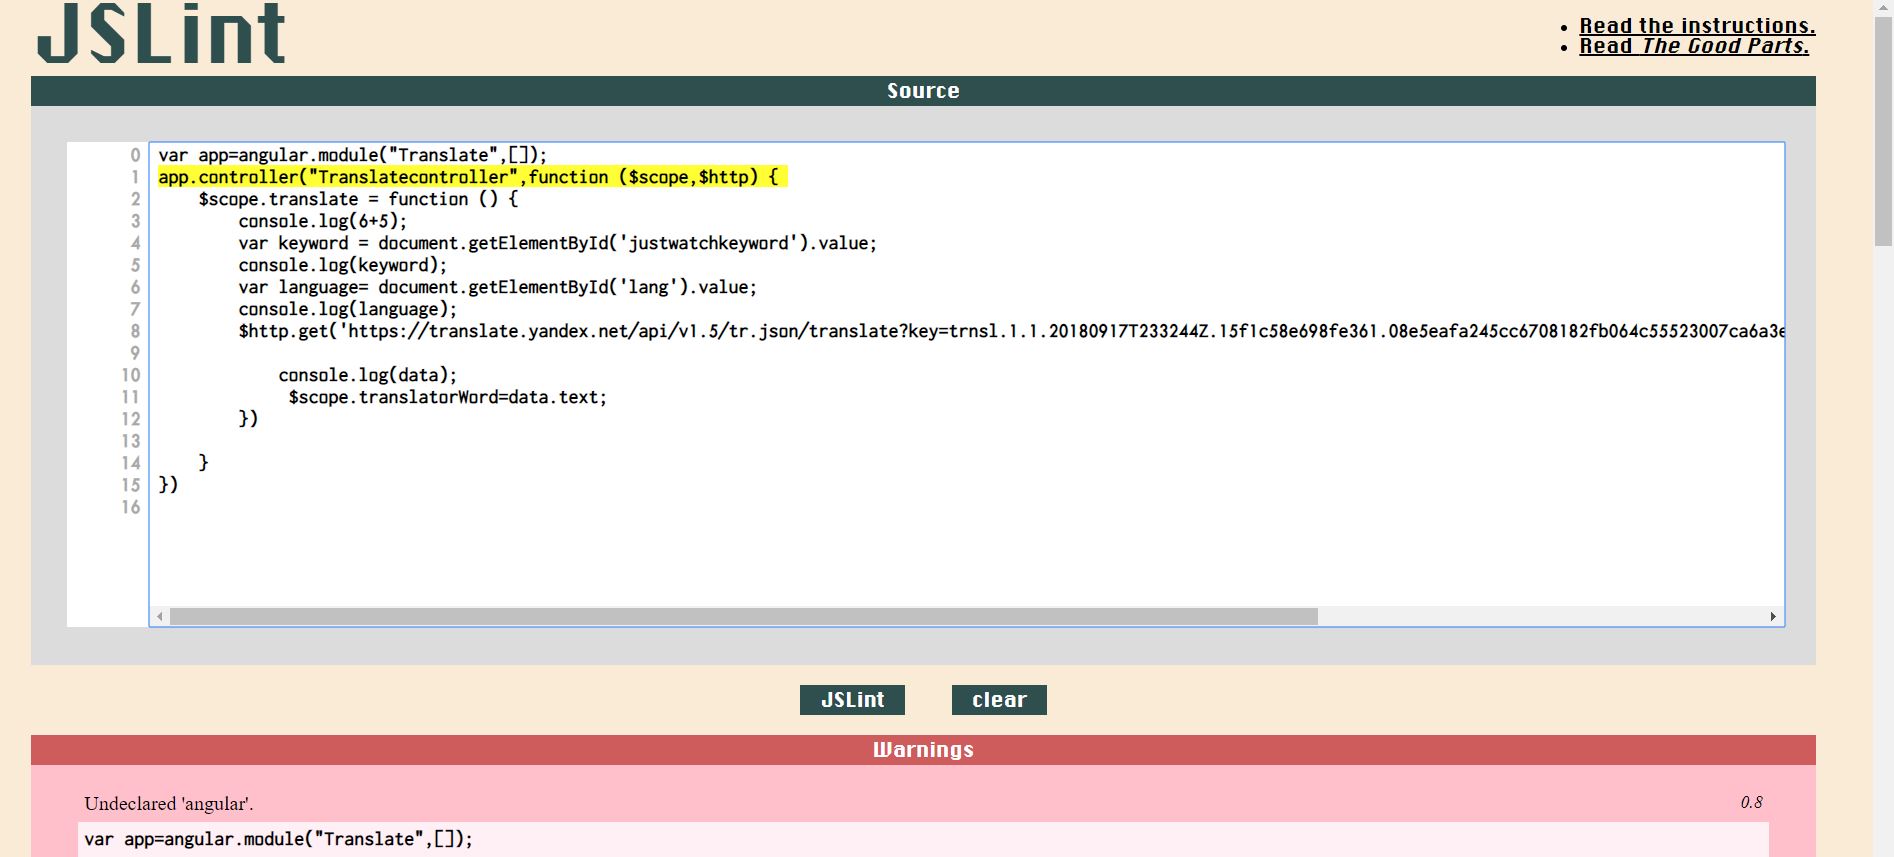 JSLint
Read the instructions.
Read The Good Parts.
Source
0 var app=angular.module("Translate",[]);
1 app.controller("Translatecontroller",function ($scope,$http) {
2 $scope.translate = function () {
3 console.log(6+5);
4 var keyword = document.getElementById('justwatchkeyword').value;
5 console.log(keyword);
6 var language= document.getElementById('lang').value;
7 console.log(language);
8 $http.get('https://translate.yandex.net/api/v1.5/tr.json/translate?key=trnsl.1.1.20180917T233244Z.15f1c58e698fe361.08e5eafa245cc6708182fb064c55523007ca6a3e
9
10 console.log(data);
11 $scope.translatorWord=data.text;
12 })
13
14 }
15 })
16
JSLint clear
Warnings
Undeclared 'angular'. 0.8
var app=angular.module("Translate",[]);